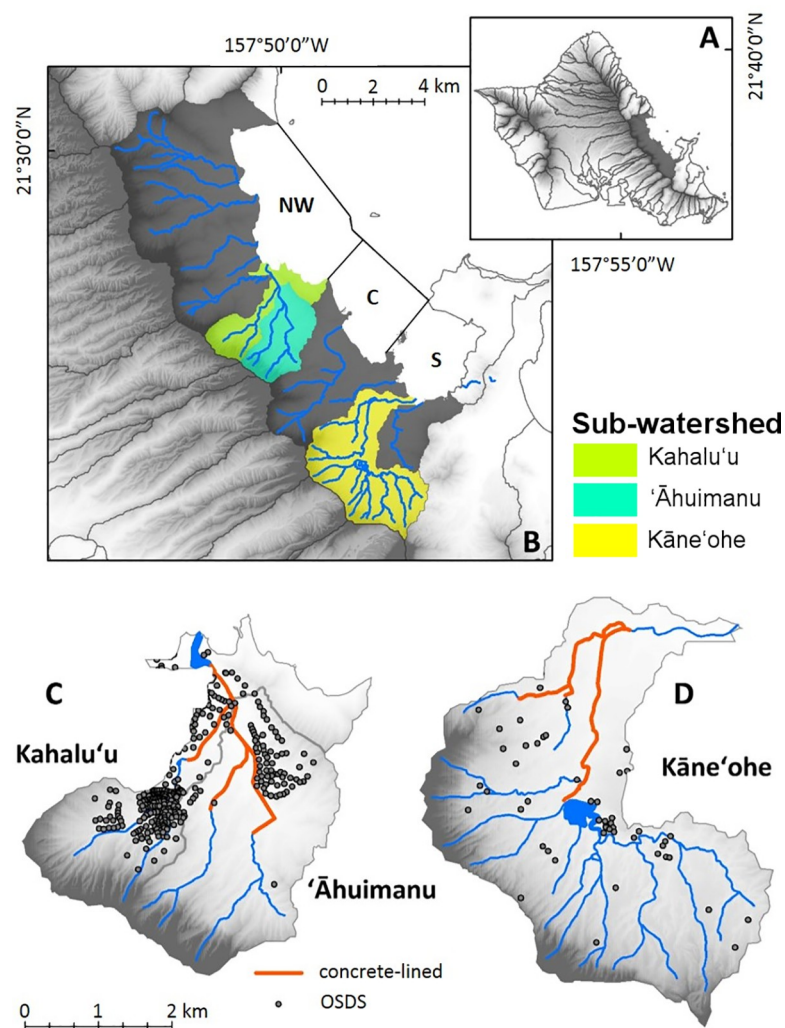 157°50’0”W
A
21°40’0”N
0 2 4 km
21°30’0”N
NW
157°55’0”W
C
S
Sub-watershed
Kahalu‘u
‘Āhuimanu
Kāne‘ohe
B
C
D
Kahalu‘u
Kāne‘ohe
‘Āhuimanu
concrete-lined
OSDS
0 1 2 km